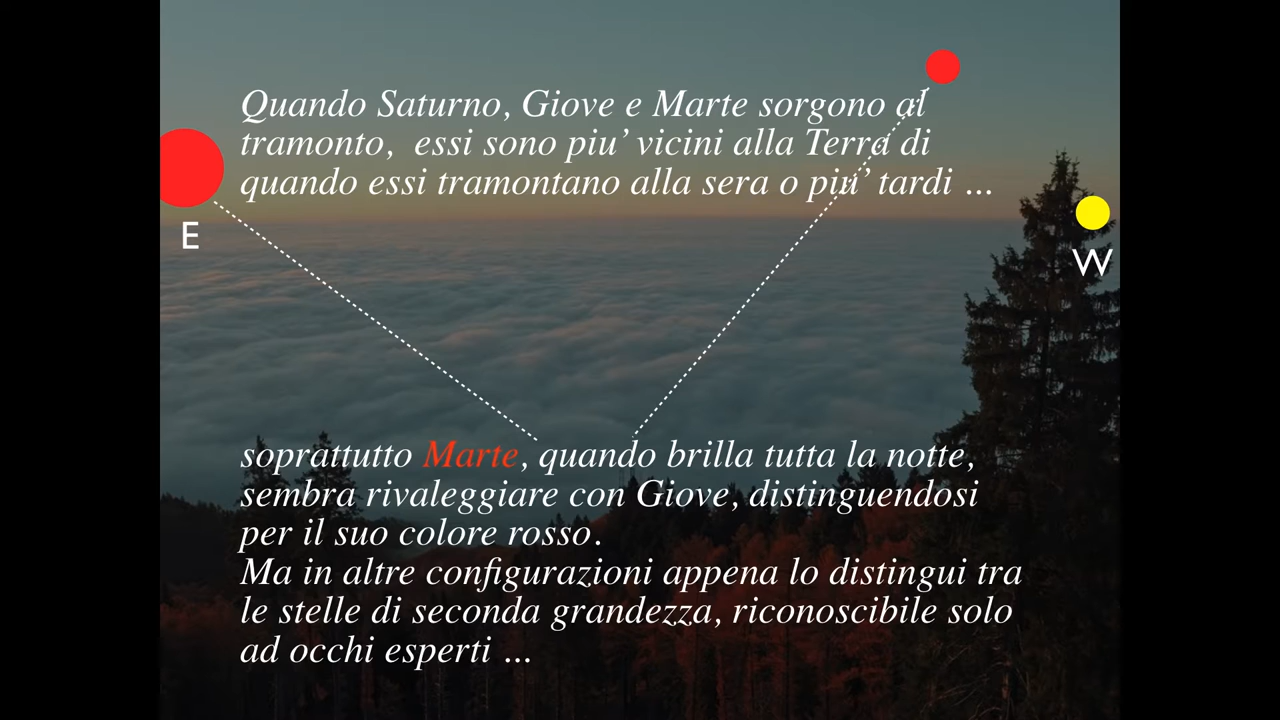 Quando Saturno, Giove e Marte sorgono al
tramonto,  essi sono piu’ vicini alla Terra di
quando essi tramontano alla sera o piu’ tardi ...
E
W
soprattutto Marte, quando brilla tutta la notte,
sembra rivaleggiare con Giove, distinguendosi
per il suo colore rosso.
Ma in altre configurazioni appena lo distingui tra
le stelle di seconda grandezza, riconoscibile solo
ad occhi esperti ...